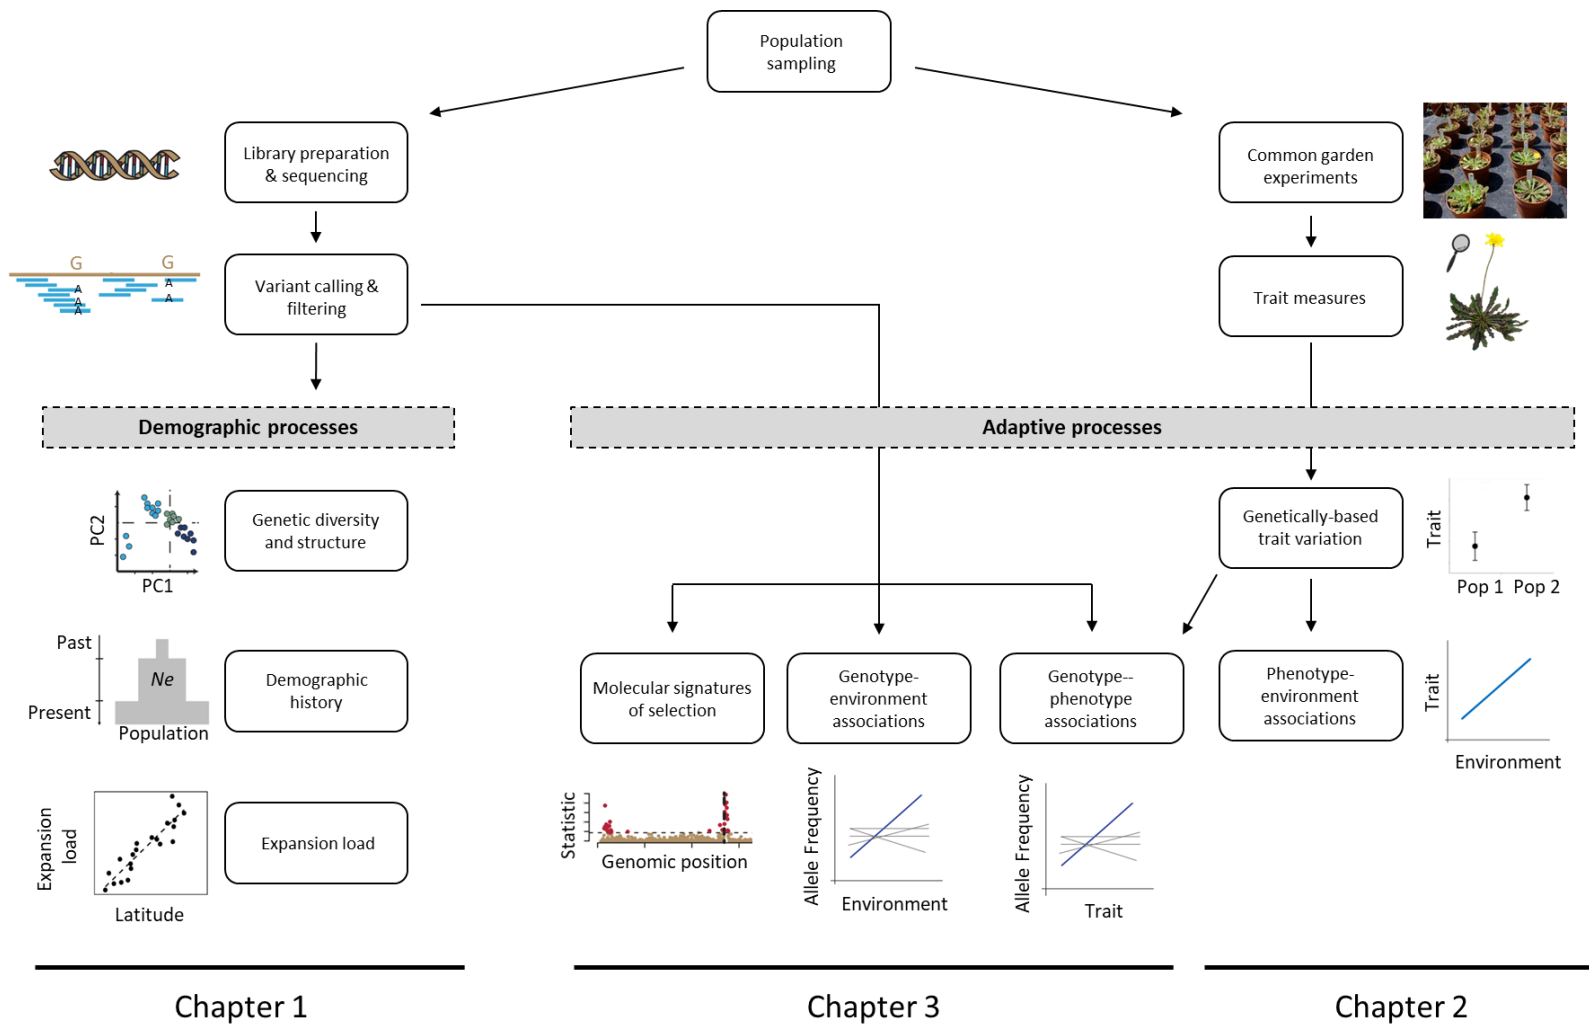 Population
sampling
Library preparation
& sequencing
Common garden
experiments
G G
A A
A A
A
Variant calling &
filtering
Trait measures
Demographic processes
Adaptive processes
PC2
PC1
Genetic diversity
and structure
Genetically-based
trait variation
Trait
Pop 1 Pop 2
Past
Ne
Present
Population
Demographic
history
Molecular signatures
of selection
Genotype-
environment
associations
Genotype--
phenotype
associations
Phenotype-
environment
associations
Trait
Environment
Expansion
load
Latitude
Expansion load
Statistic
Genomic position
Allele Frequency
Environment
Allele Frequency
Trait
Chapter 1
Chapter 3
Chapter 2